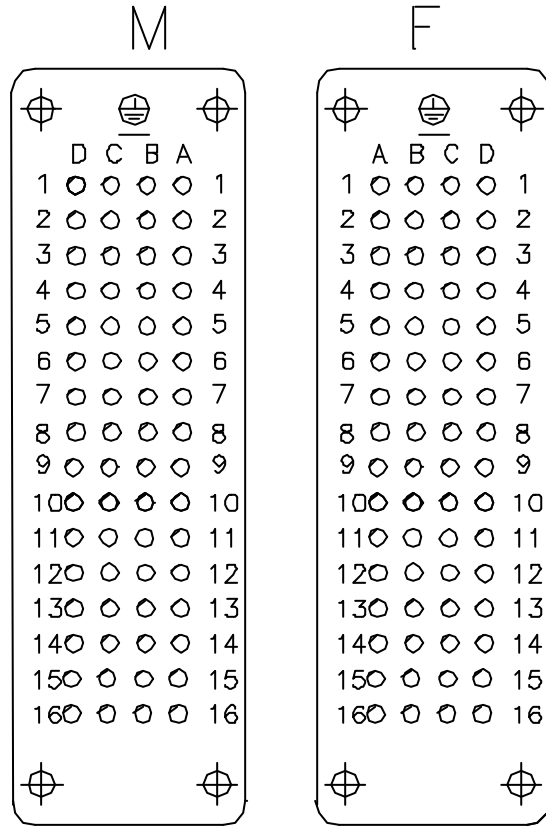 M F
D C B A A B C D
1 1 1 1
2 2 2 2
3 3 3 3
4 4 4 4
5 5 5 5
6 6 6 6
7 7 7 7
8 8 8 8
9 9 9 9
10 10 10 10
11 11 11 11
12 12 12 12
13 13 13 13
14 14 14 14
15 15 15 15
16 16 16 16